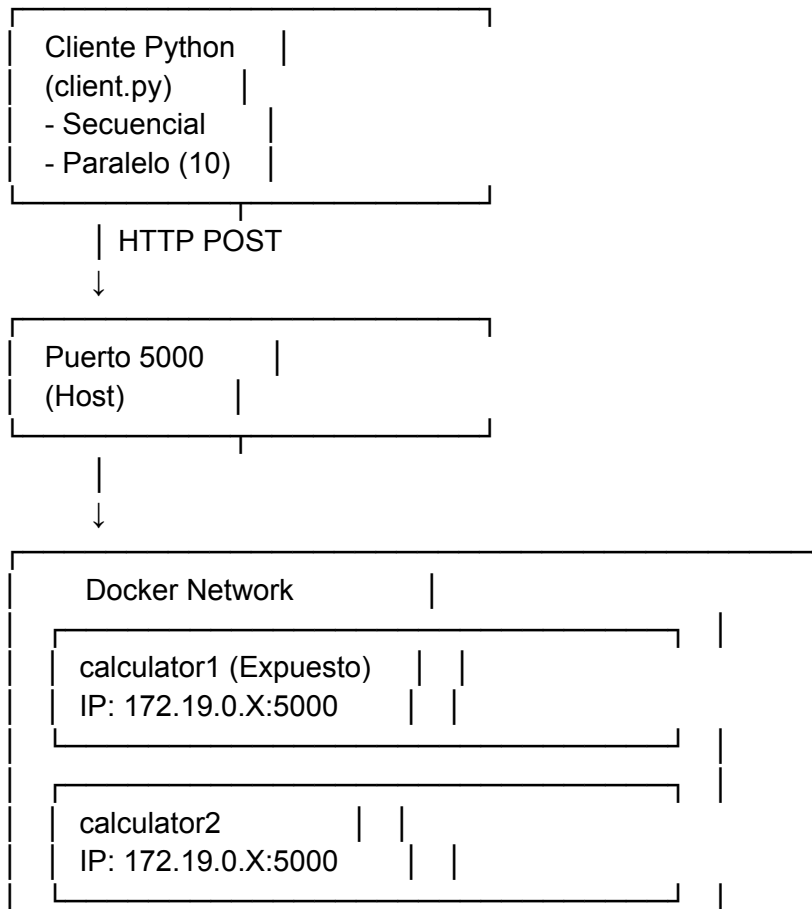 Cliente Python
(client.py)
- Secuencial
- Paralelo (10)
HTTP POST
↓
Puerto 5000
(Host)
↓
Docker Network
calculator1 (Expuesto)
IP: 172.19.0.X:5000
calculator2
IP: 172.19.0.X:5000